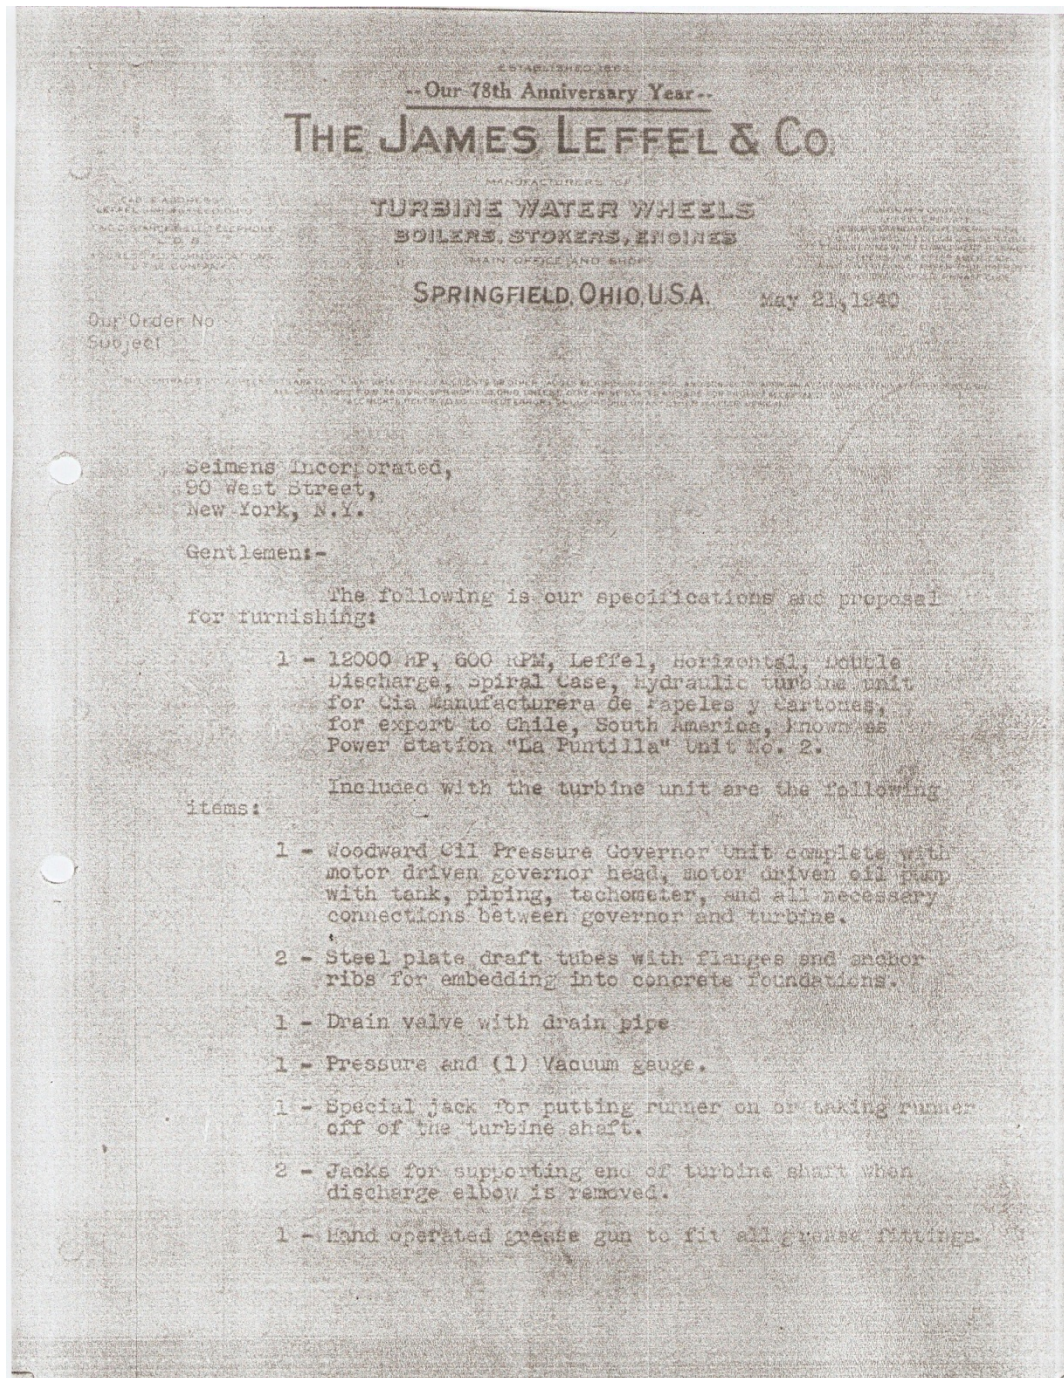 ESTABLISHED 1862
--Our 78th Anniversary Year--
THE JAMES LEFFEL & CO.
MANUFACTURERS OF
TURBINE WATER WHEELS
BOILERS, STOKERS, ENGINES
MAIN OFFICE AND SHOPS
SPRINGFIELD, OHIO, U.S.A.
May 21, 1940
Our Order No
Subject
Seimens Incorporated,
90 West Street,
New York, N.Y.
Gentlemen:-
The following is our specifications and proposal
for furnishing:
1 - 12000 HP, 600 RPM, Leffel, Horizontal, Double
Discharge, Spiral Case, Hydraulic turbine unit
for Cia Manufacturera de Papeles y Cartones,
for export to Chile, South America, known as
Power Station "La Puntilla" Unit No. 2.
Included with the turbine unit are the following
items:
1 - Woodward Oil Pressure Governor Unit complete with
motor driven governor head, motor driven oil pump
with tank, piping, tachometer, and all necessary
connections between governor and turbine.
2 - Steel plate draft tubes with flanges and anchor
ribs for embedding into concrete foundations.
1 - Drain valve with drain pipe
1 - Pressure and (1) Vacuum gauge.
1 - Special jack for putting runner on or taking runner
off of the turbine shaft.
2 - Jacks for supporting end of turbine shaft when
discharge elbow is removed.
1 - Hand operated grease gun to fit all grease fittings.